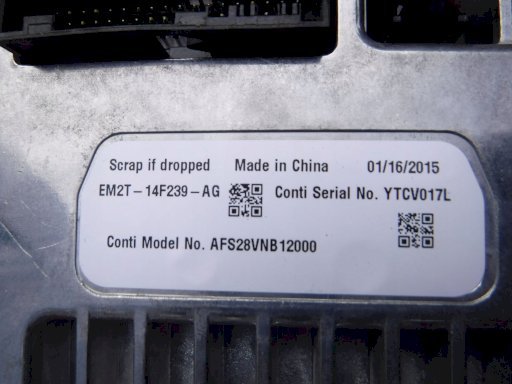 Scrap if dropped Made in China 01/16/2015
EM2T-14F239-AG Conti Serial No. YTCV017L
Conti Model No. AFS28VNB12000